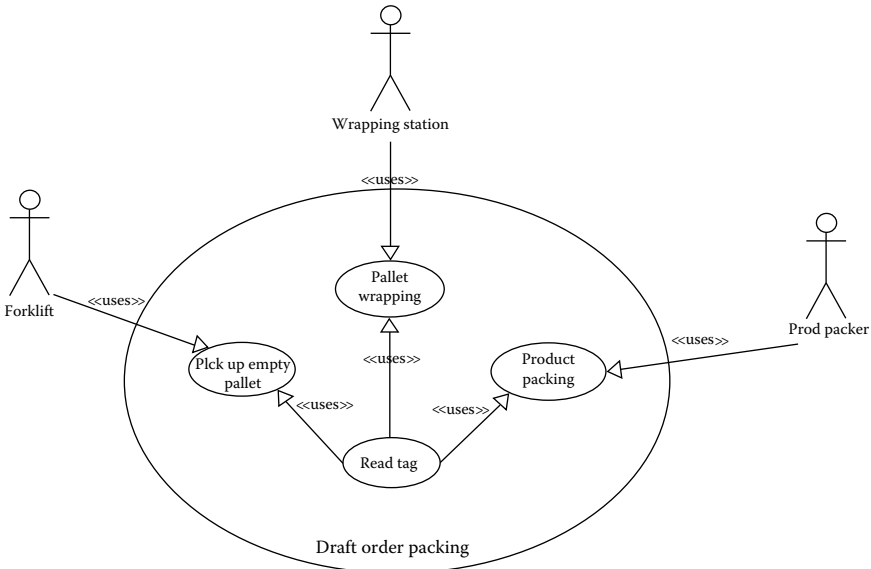 Wrapping station
<<uses>>
Forklift
<<uses>>
Pallet
wrapping
Prod packer
<<uses>>
PIck up empty
pallet
<<uses>>
Product
packing
<<uses>>
<<uses>>
Read tag
Draft order packing